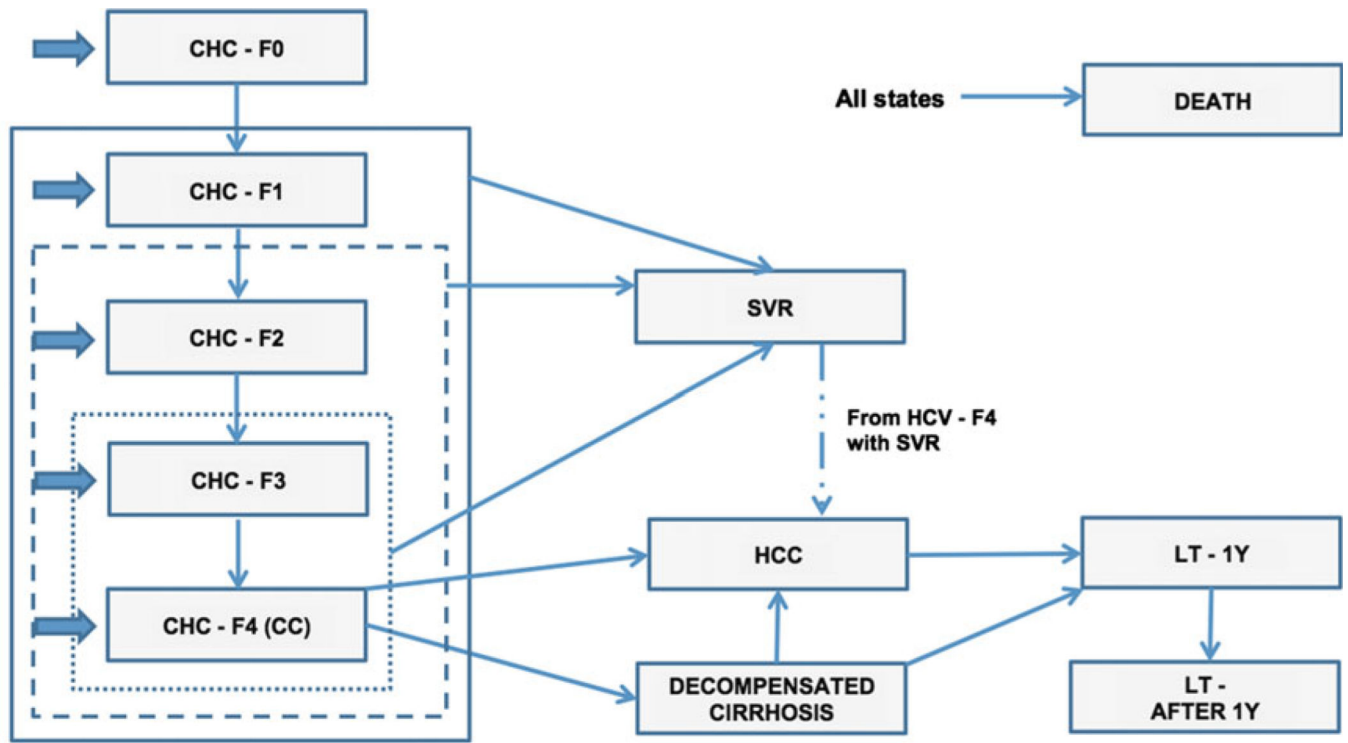 CHC - F0
All states
DEATH
CHC - F1
SVR
CHC - F2
From HCV - F4
with SVR
CHC - F3
HCC
LT - 1Y
CHC - F4 (CC)
DECOMPENSATED
CIRRHOSIS
LT -
AFTER 1Y